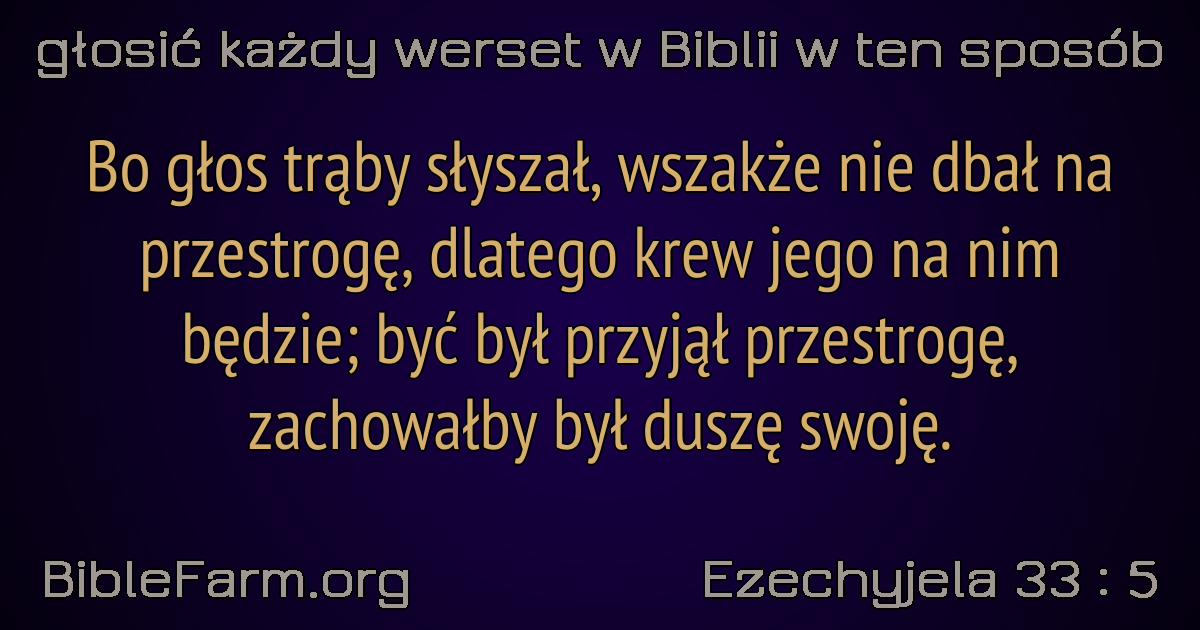 głosić każdy werset w Biblii w ten sposób
Bo głos trąby słyszał, wszakże nie dbał na
przestrogę, dlatego krew jego na nim
będzie; być był przyjął przestrogę,
zachowałby był duszę swoję.
BibleFarm.org
Ezechyjela 33 : 5